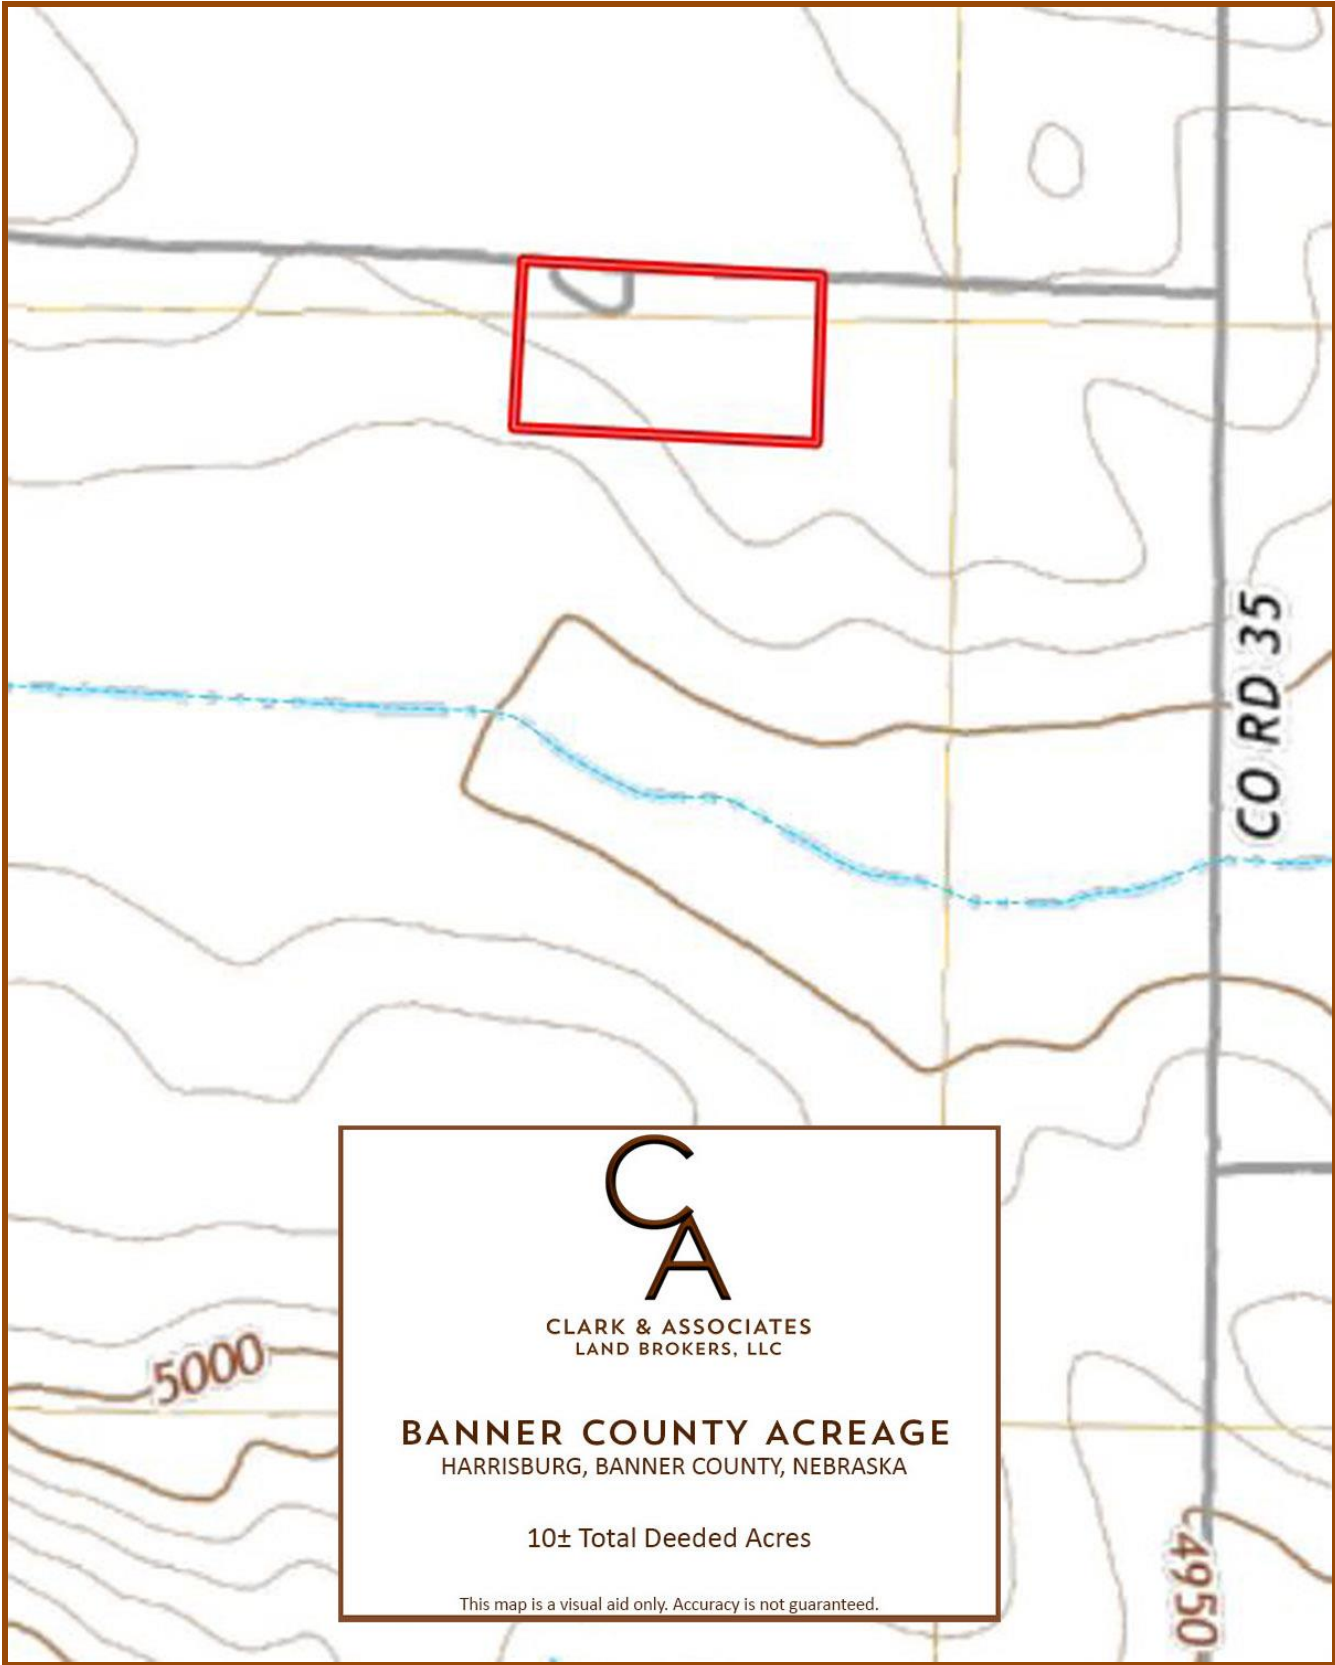 CO RD 35
CA
CLARK & ASSOCIATES
LAND BROKERS, LLC
5000
BANNER COUNTY ACREAGE
HARRISBURG, BANNER COUNTY, NEBRASKA
10± Total Deeded Acres
4950
This map is a visual aid only. Accuracy is not guaranteed.